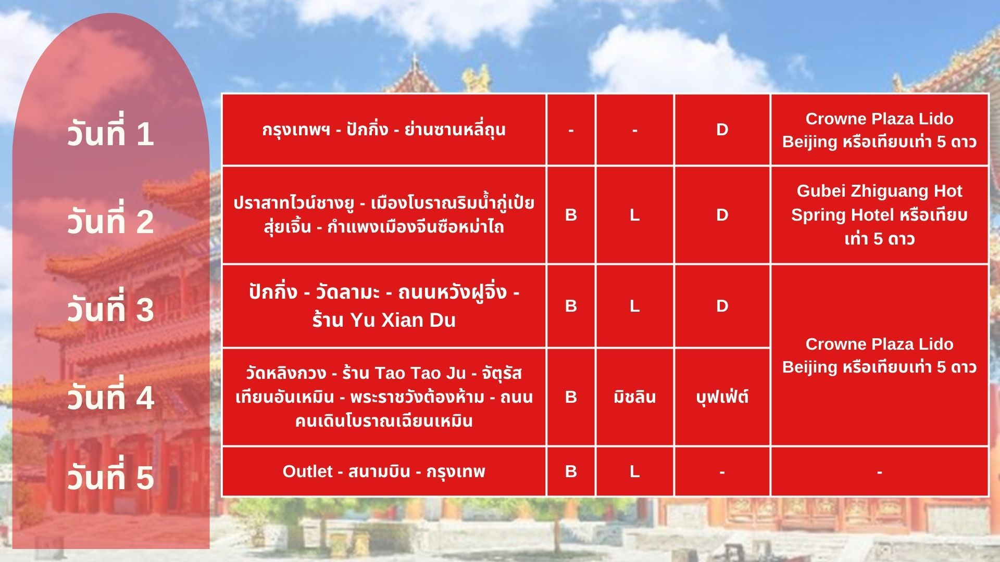 วันที่ 1
กรุงเทพฯ - ปักกิ่ง - ย่านซานหลี่ถุน
-
-
D
Crowne Plaza Lido
Beijing หรือเทียบเท่า 5 ดาว
วันที่ 2
ปราสาทไวน์ชางยู - เมืองโบราณริมน้ำกู่เป๋ย
สุ่ยเจิ้น - กำแพงเมืองจีนซือหม่าไถ
B
L
D
Gubei Zhiguang Hot
Spring Hotel หรือเทียบ
เท่า 5 ดาว
วันที่ 3
ปักกิ่ง - วัดลามะ - ถนนหวังฝูจิ่ง -
ร้าน Yu Xian Du
B
L
D
Crowne Plaza Lido
Beijing หรือเทียบเท่า 5 ดาว
วันที่ 4
วัดหลิงกวง - ร้าน Tao Tao Ju - จัตุรัส
เทียนอันเหมิน - พระราชวังต้องห้าม - ถนน
คนเดินโบราณเฉียนเหมิน
B
มิชลิน
บุฟเฟ่ต์
วันที่ 5
Outlet - สนามบิน - กรุงเทพ
B
L
-
-